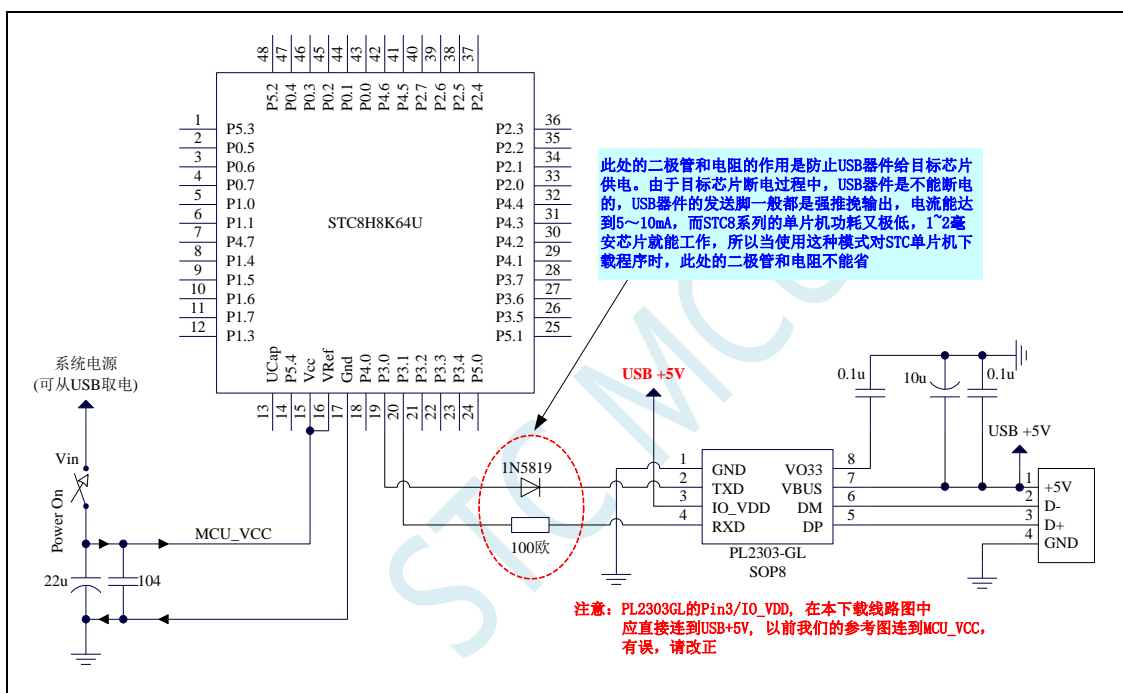 48 47 46 45 44 43 42 41 40 39 38 37
P5.2 P0.4 P0.3 P0.2 P0.1 P0.0 P4.6 P4.5 P2.7 P2.6 P2.5 P2.4
1 P5.3
2 P0.5
3 P0.6
4 P0.7
5 P1.0
6 P1.1
7 P4.7
8 P1.4
9 P1.5
10 P1.6
11 P1.7
12 P1.3
STC8H8K64U
P2.3 36
P2.2 35
P2.1 34
P2.0 33
P4.4 32
P4.3 31
P4.2 30
P4.1 29
P3.7 28
P3.6 27
P3.5 26
P5.1 25
UCap P5.4 Vcc VRef Gnd P4.0 P3.0 P3.1 P3.2 P3.3 P3.4 P5.0
13 14 15 16 17 18 19 20 21 22 23 24
此处的二极管和电阻的作用是防止USB器件给目标芯片
供电。由于目标芯片断电过程中，USB器件是不能断电
的，USB器件的发送脚一般都是强推挽输出，电流能达
到5～10mA，而STC8系列的单片机功耗又极低，1~2毫
安芯片就能工作，所以当使用这种模式对STC单片机下
载程序时，此处的二极管和电阻不能省
系统电源
(可从USB取电)
Vin
Power On
MCU_VCC
22u
104
1N5819
100欧
USB +5V
0.1u
10u
0.1u
USB +5V
1 GND
2 TXD
3 IO_VDD
4 RXD
VO33 8
VBUS 7
DM 6
DP 5
PL2303-GL
SOP8
1 +5V
2 D-
3 D+
4 GND
注意：PL2303GL的Pin3/IO_VDD, 在本下载线路图中
应直接连到USB+5V, 以前我们的参考图连到MCU_VCC，
有误，请改正
STC MCU